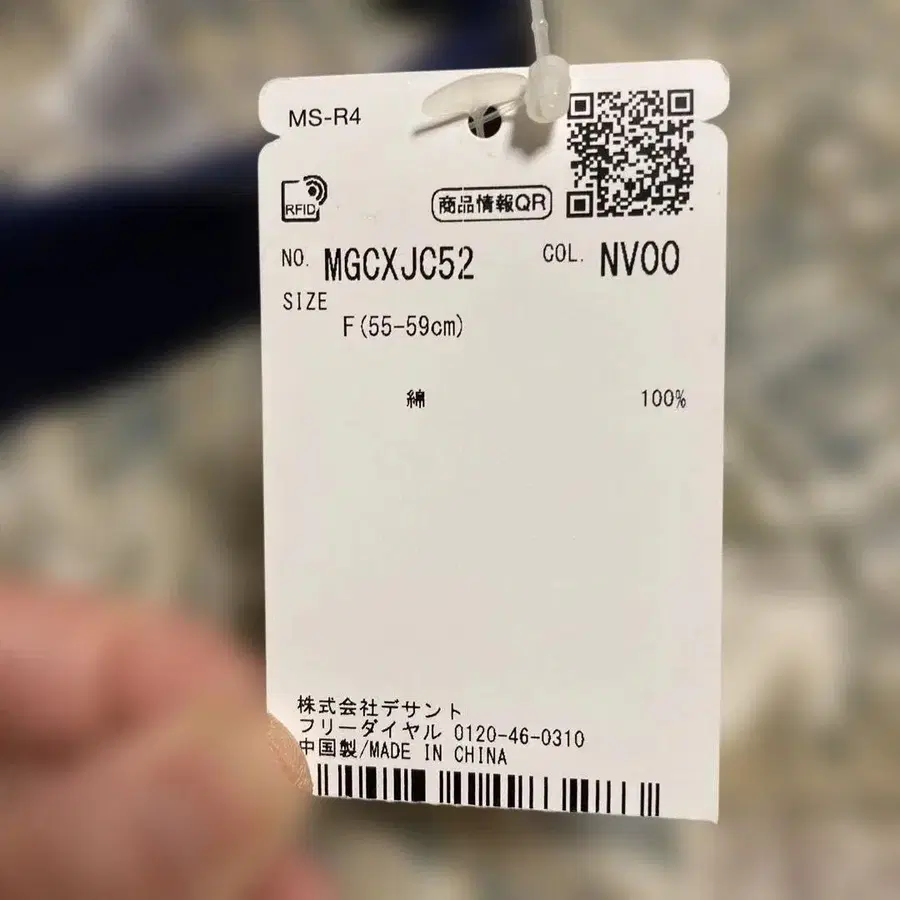 MS-R4
RFID
商品情報QR
NO. MGCXJC52 COL. NV00
SIZE
F(55-59cm)
綿 100%
株式会社デサント
フリーダイヤル 0120-46-0310
中国製/MADE IN CHINA